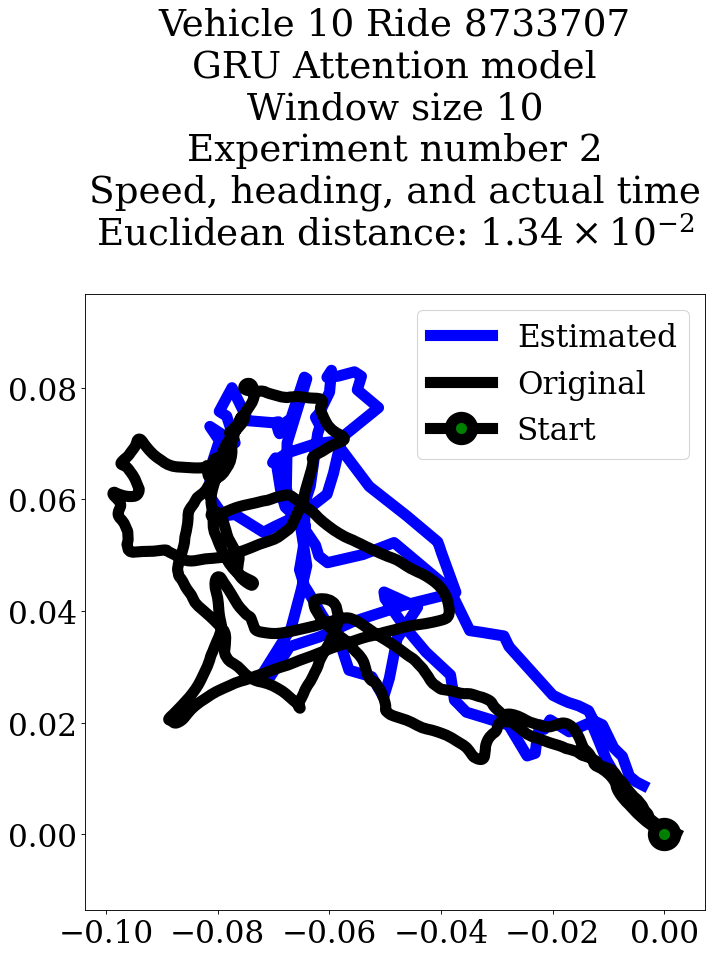 Vehicle 10 Ride 8733707
GRU Attention model
Window size 10
Experiment number 2
Speed, heading, and actual time
Euclidean distance: 1.34 × 10⁻²
Estimated
Original
Start
0.08
0.06
0.04
0.02
0.00
−0.10 −0.08 −0.06 −0.04 −0.02 0.00